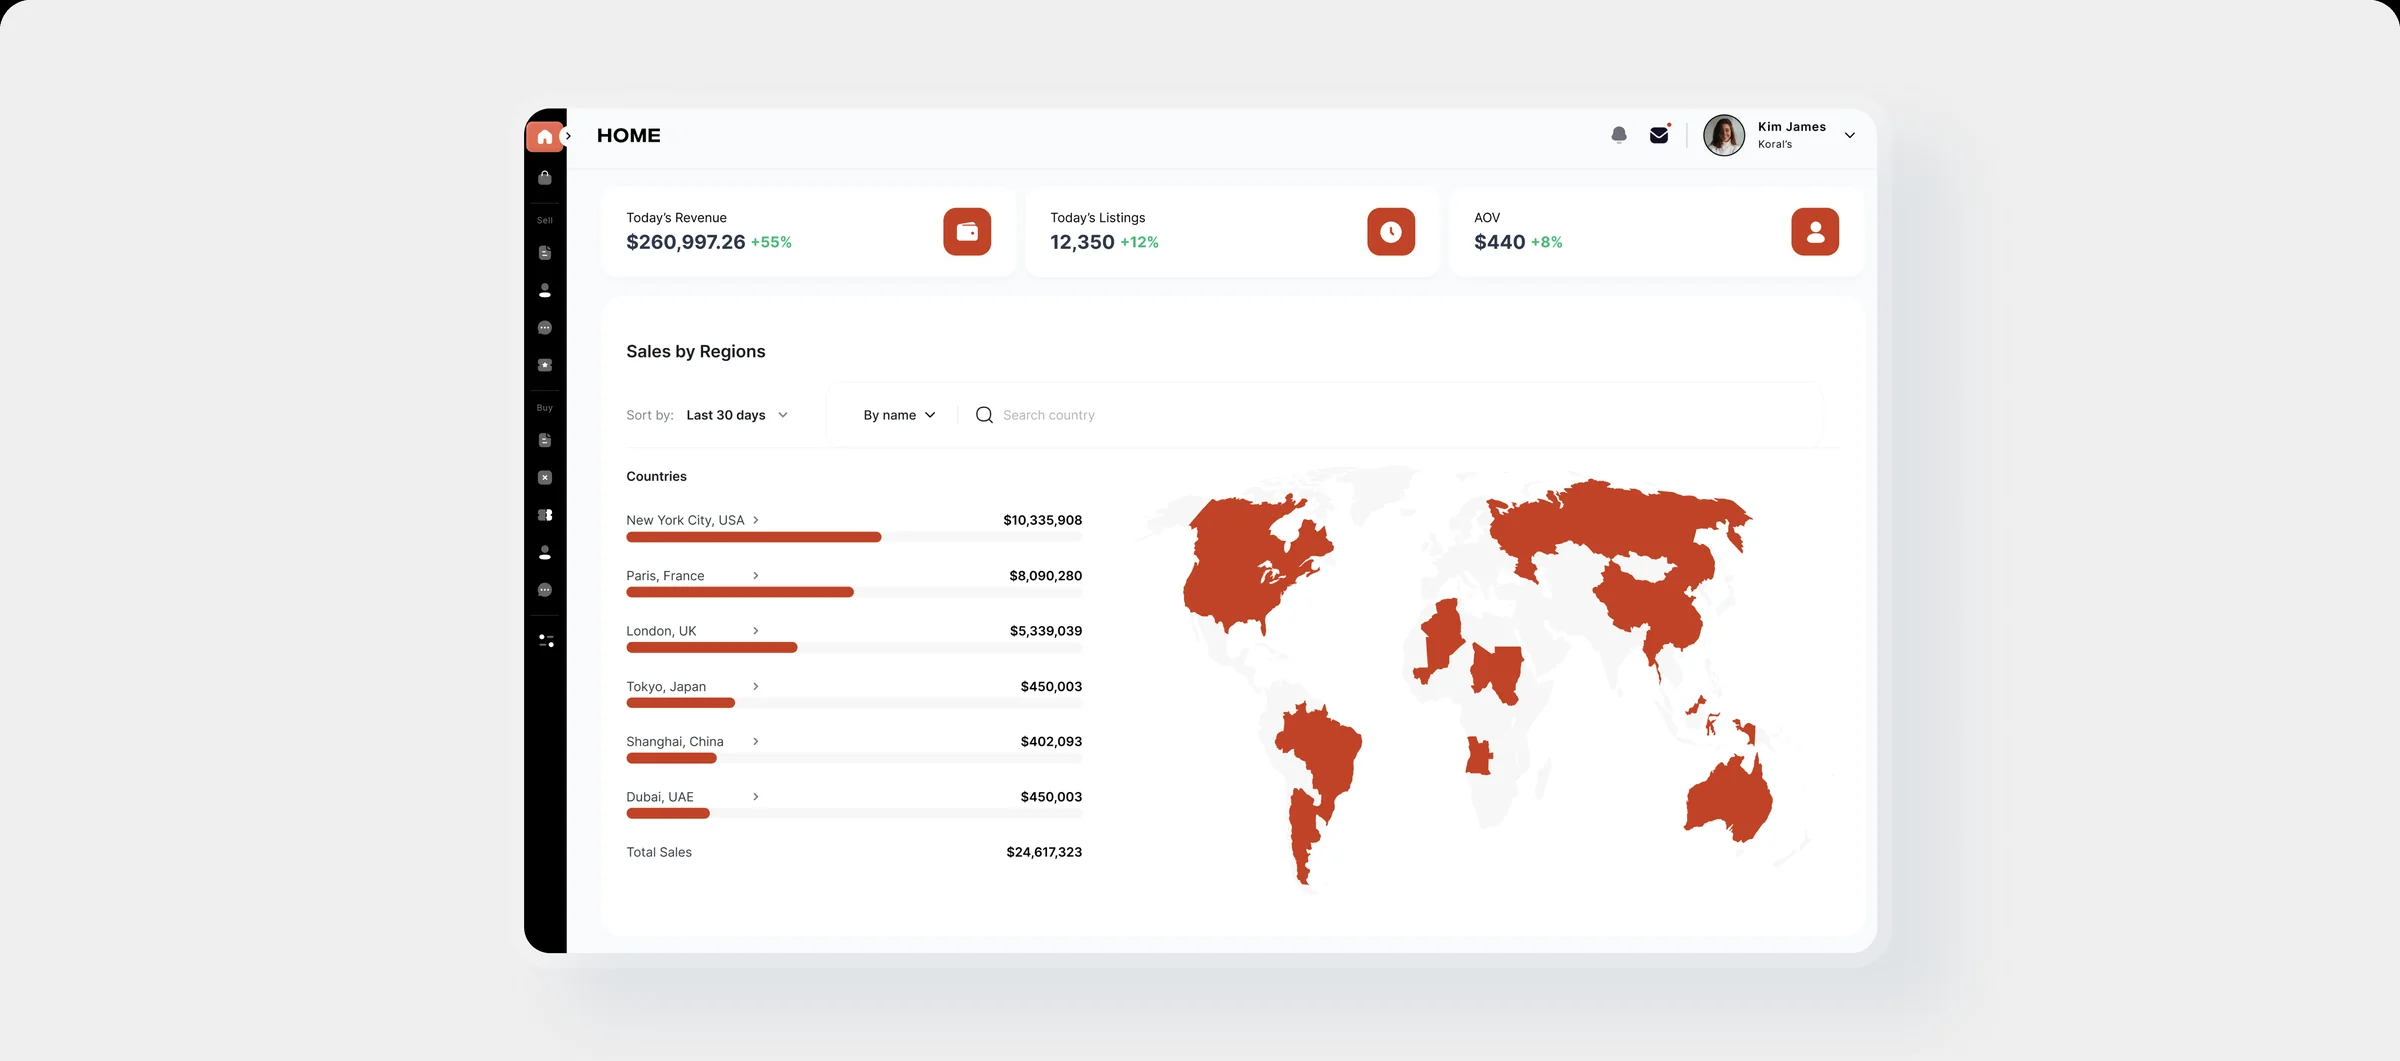 HOME
Kim James
Koral's
Sell
Buy
Today's Revenue
$260,997.26 +55%
Today's Listings
12,350 +12%
AOV
$440 +8%
Sales by Regions
Sort by: Last 30 days
By name
Search country
Countries
New York City, USA $10,335,908
Paris, France $8,090,280
London, UK $5,339,039
Tokyo, Japan $450,003
Shanghai, China $402,093
Dubai, UAE $450,003
Total Sales $24,617,323